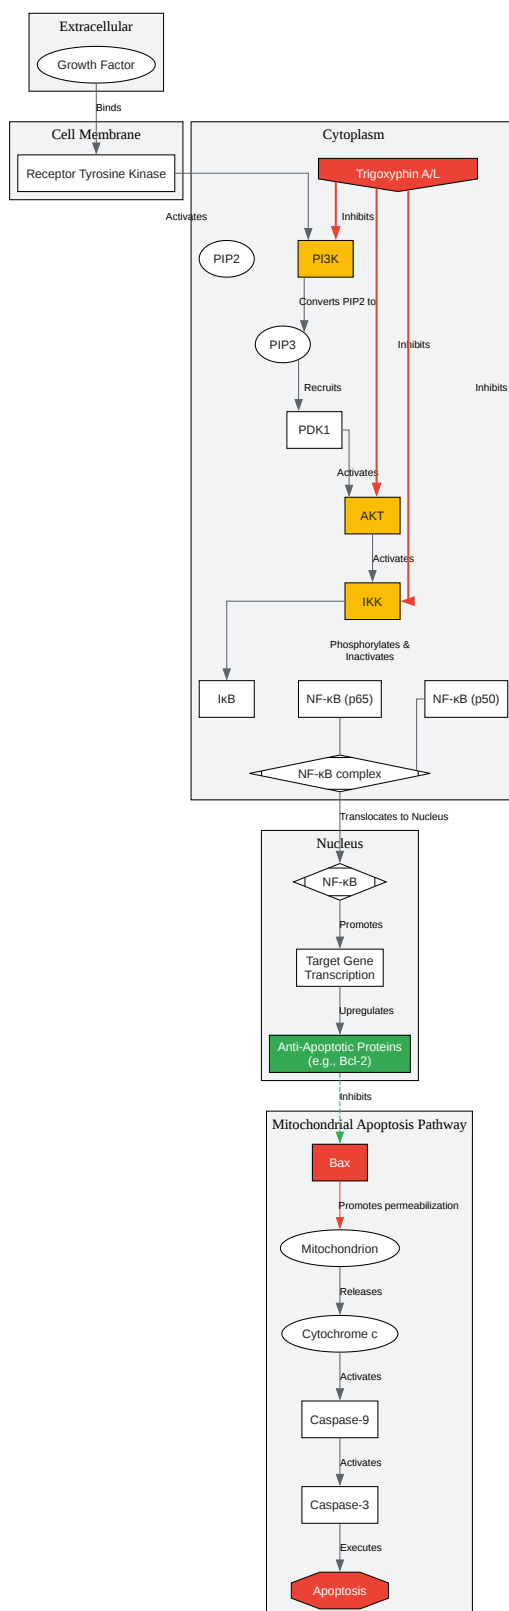 Extracellular
Growth Factor
Binds
Cell Membrane
Receptor Tyrosine Kinase
Cytoplasm
Trigoxyphin A/L
Activates
Inhibits
PIP2
PI3K
Converts PIP2 to
PIP3
Inhibits
Recruits
Inhibits
PDK1
Activates
AKT
Activates
IKK
Phosphorylates &
Inactivates
IκB
NF-κB (p65)
NF-κB (p50)
NF-κB complex
Translocates to Nucleus
Nucleus
NF-κB
Promotes
Target Gene
Transcription
Upregulates
Anti-Apoptotic Proteins
(e.g., Bcl-2)
Inhibits
Mitochondrial Apoptosis Pathway
Bax
Promotes permeabilization
Mitochondrion
Releases
Cytochrome c
Activates
Caspase-9
Activates
Caspase-3
Executes
Apoptosis